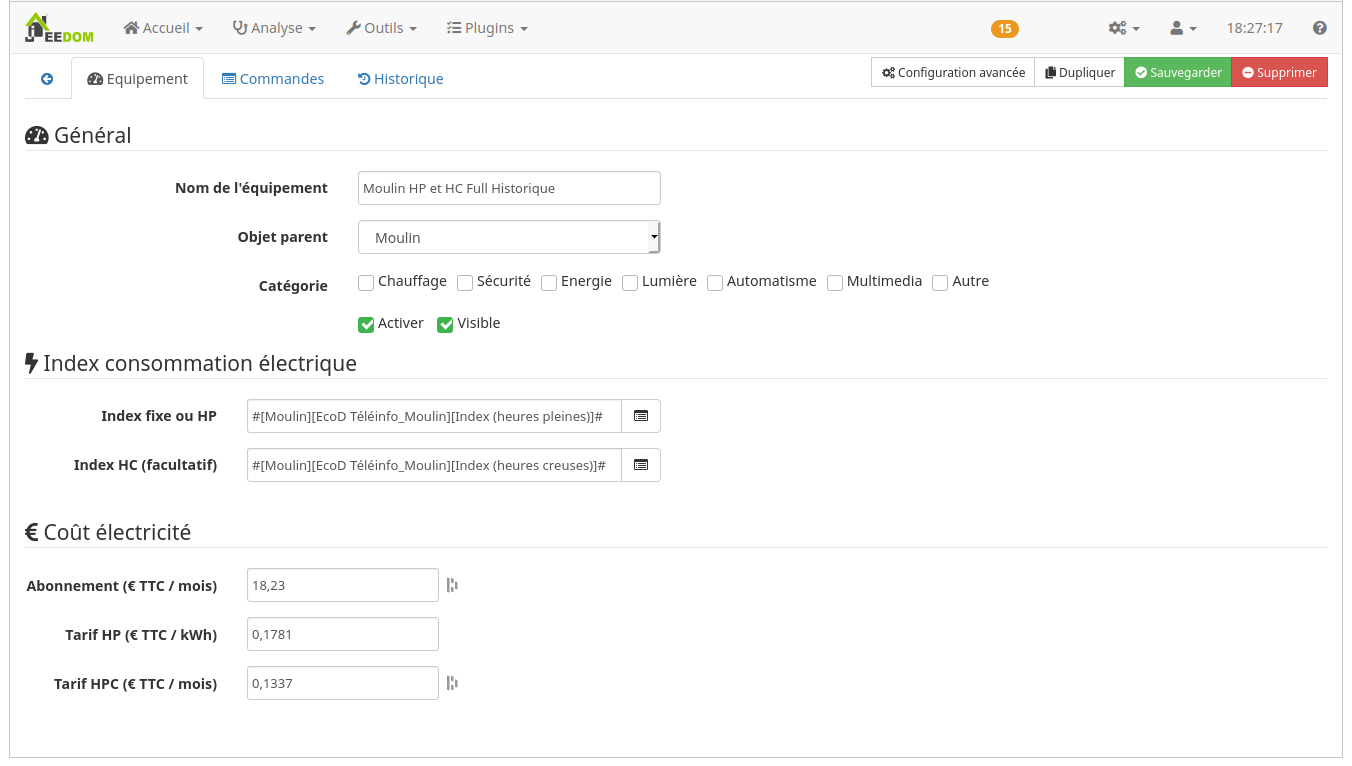 JEEDOM Accueil Analyse Outils Plugins 15 18:27:17
Equipement Commandes Historique Configuration avancée Dupliquer Sauvegarder Supprimer
Général
Nom de l'équipement Moulin HP et HC Full Historique
Objet parent Moulin
Catégorie Chauffage Sécurité Energie Lumière Automatisme Multimedia Autre
Activer Visible
Index consommation électrique
Index fixe ou HP #[Moulin][EcoD Téléinfo_Moulin][Index (heures pleines)]#
Index HC (facultatif) #[Moulin][EcoD Téléinfo_Moulin][Index (heures creuses)]#
€ Coût électricité
Abonnement (€ TTC / mois) 18,23
Tarif HP (€ TTC / kWh) 0,1781
Tarif HPC (€ TTC / mois) 0,1337